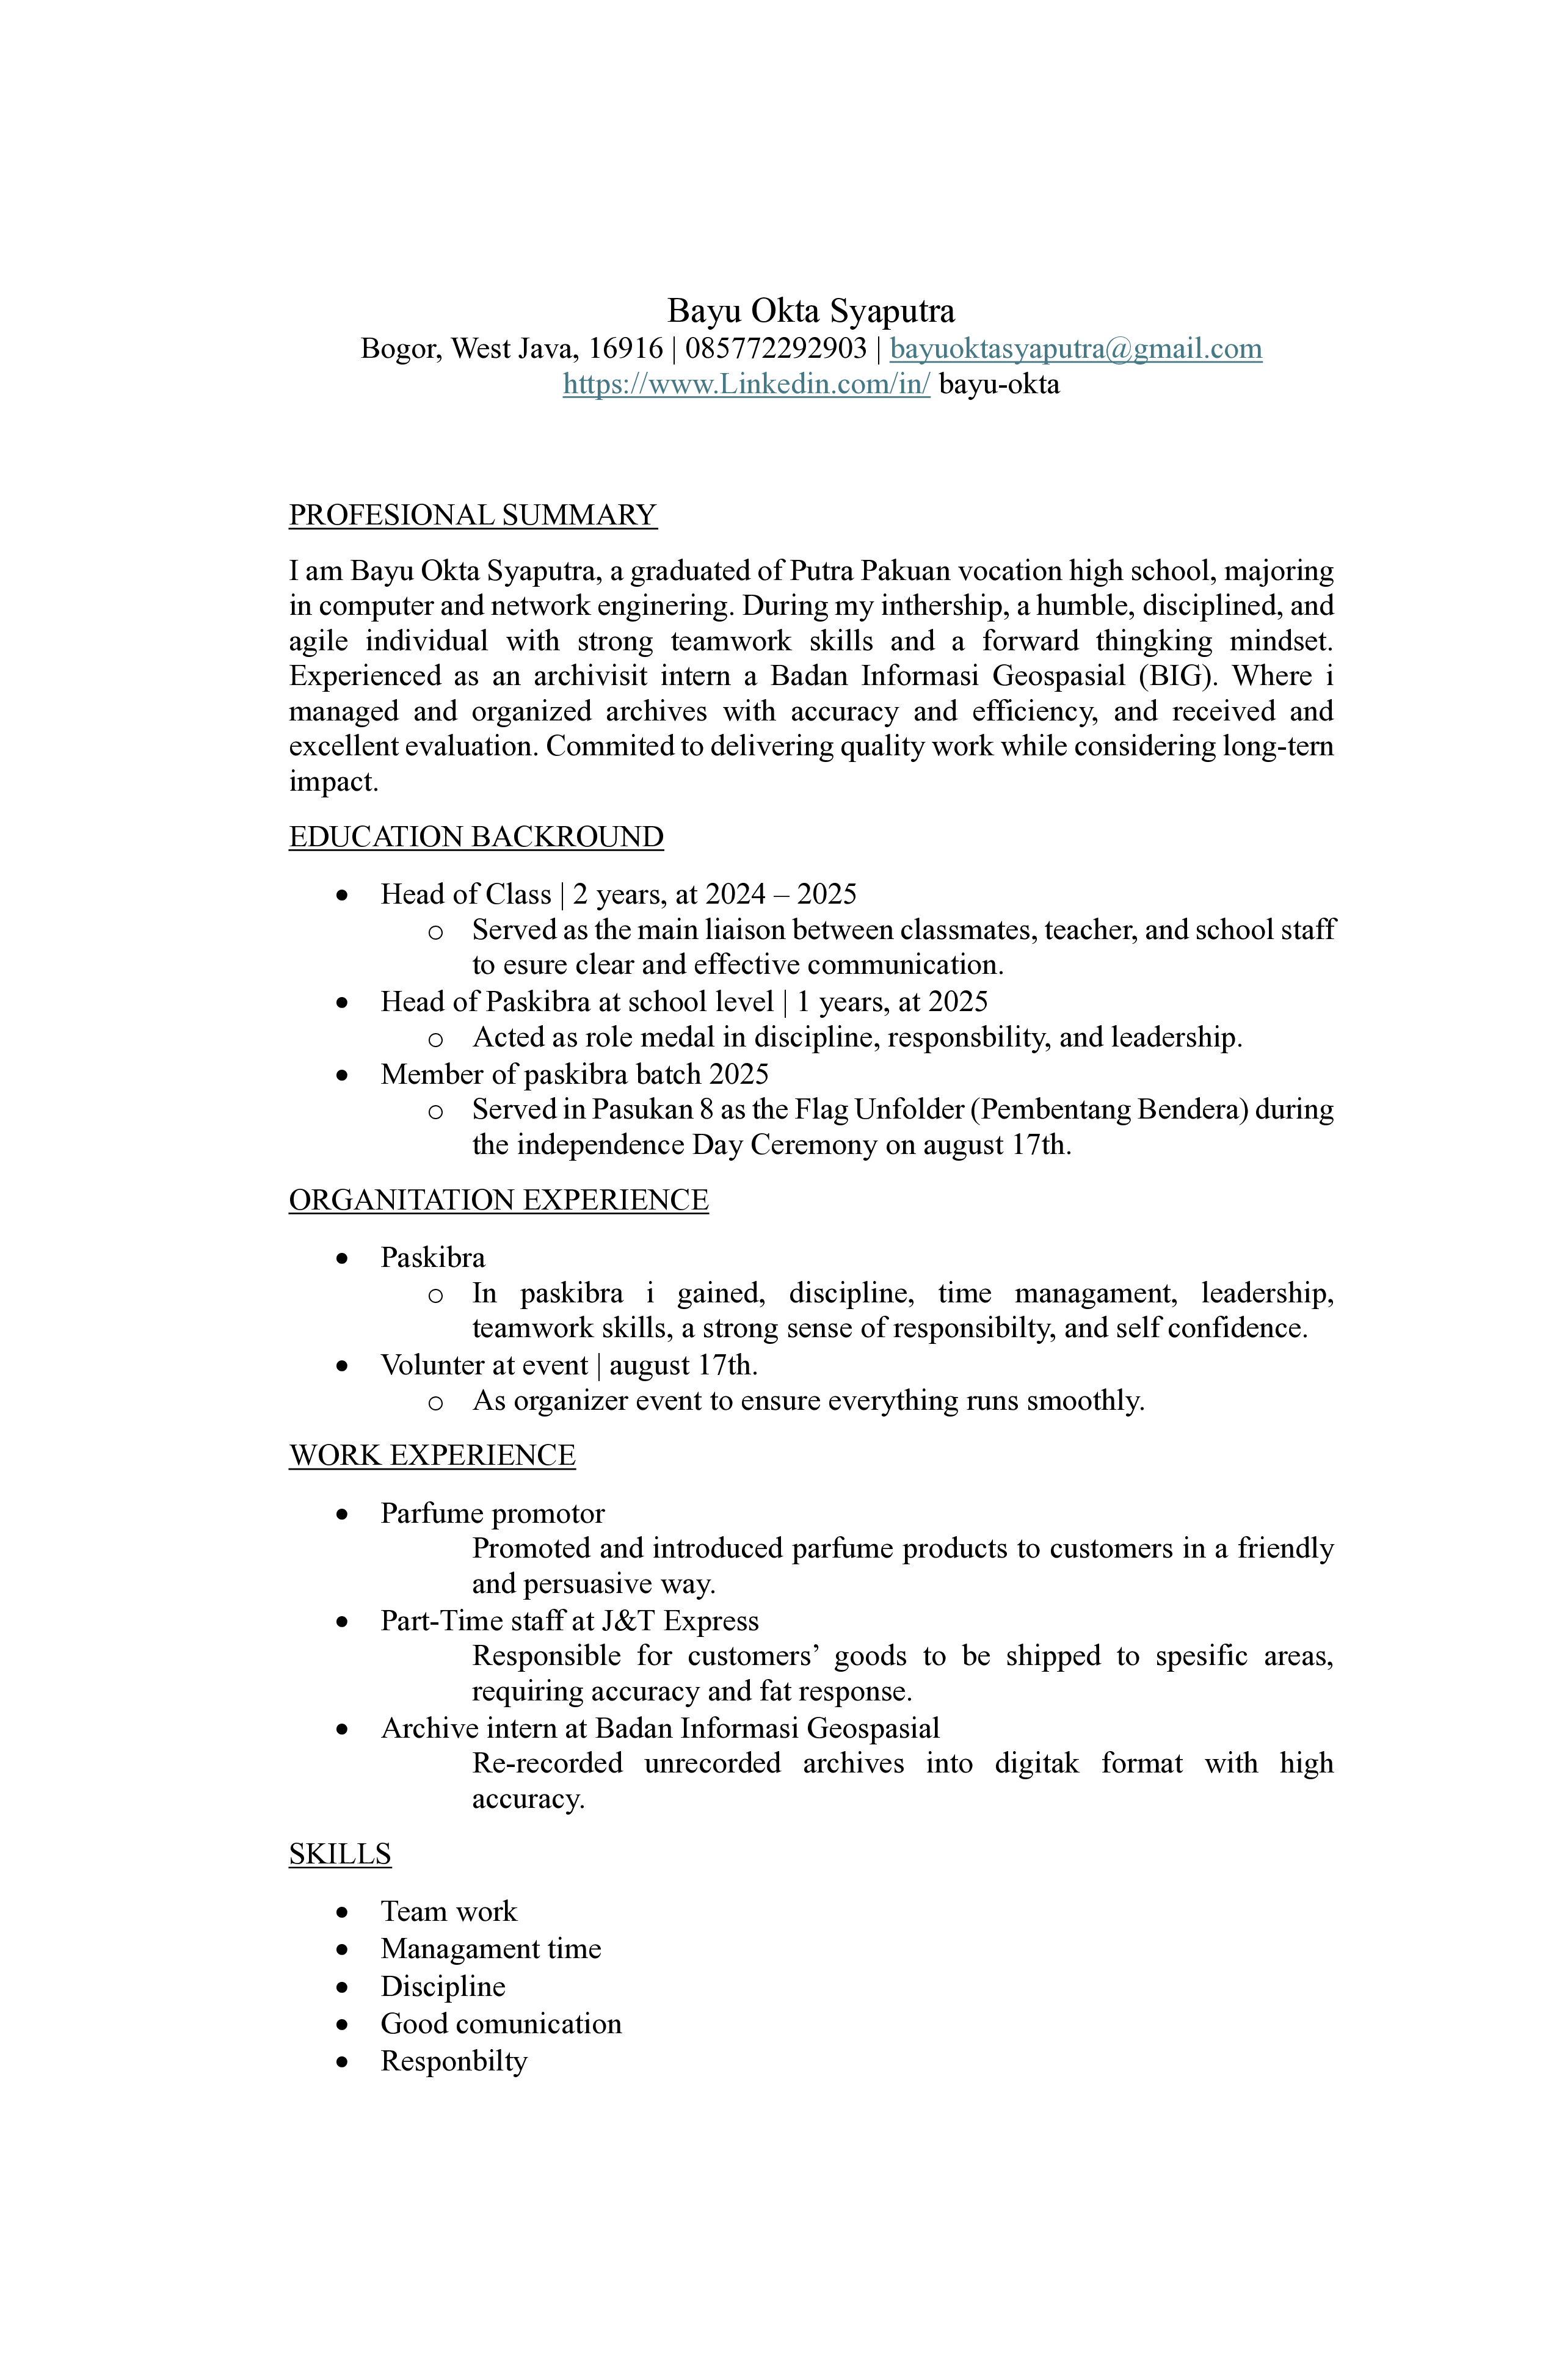 Bayu Okta Syaputra
Bogor, West Java, 16916 | 085772292903 | bayuoktasyaputra@gmail.com
https://www.Linkedin.com/in/ bayu-okta
PROFESIONAL SUMMARY
I am Bayu Okta Syaputra, a graduated of Putra Pakuan vocation high school, majoring
in computer and network enginering. During my inthership, a humble, disciplined, and
agile individual with strong teamwork skills and a forward thingking mindset.
Experienced as an archivisit intern a Badan Informasi Geospasial (BIG). Where i
managed and organized archives with accuracy and efficiency, and received and
excellent evaluation. Commited to delivering quality work while considering long-tern
impact.
EDUCATION BACKROUND
• Head of Class | 2 years, at 2024 – 2025
o Served as the main liaison between classmates, teacher, and school staff
to esure clear and effective communication.
• Head of Paskibra at school level | 1 years, at 2025
o Acted as role medal in discipline, responsbility, and leadership.
• Member of paskibra batch 2025
o Served in Pasukan 8 as the Flag Unfolder (Pembentang Bendera) during
the independence Day Ceremony on august 17th.
ORGANITATION EXPERIENCE
• Paskibra
o In paskibra i gained, discipline, time managament, leadership,
teamwork skills, a strong sense of responsibilty, and self confidence.
• Volunter at event | august 17th.
o As organizer event to ensure everything runs smoothly.
WORK EXPERIENCE
• Parfume promotor
Promoted and introduced parfume products to customers in a friendly
and persuasive way.
• Part-Time staff at J&T Express
Responsible for customers’ goods to be shipped to spesific areas,
requiring accuracy and fat response.
• Archive intern at Badan Informasi Geospasial
Re-recorded unrecorded archives into digitak format with high
accuracy.
SKILLS
• Team work
• Managament time
• Discipline
• Good comunication
• Responbilty